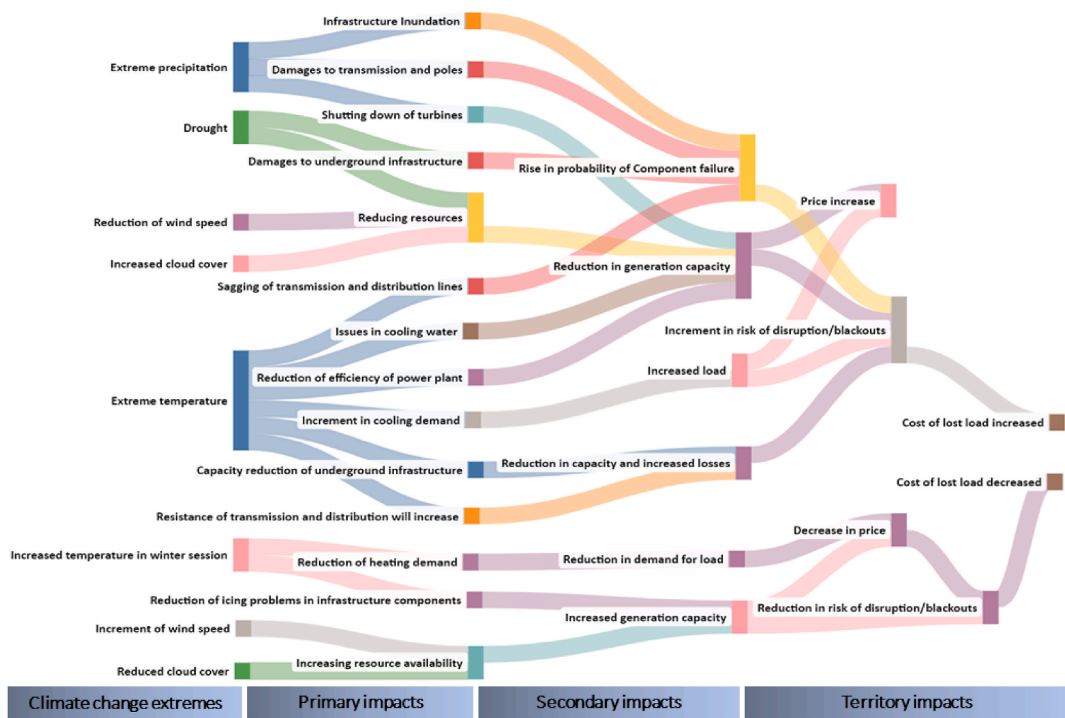 Infrastructure Inundation
Extreme precipitation
Damages to transmission and poles
Shutting down of turbines
Drought
Damages to underground infrastructure
Rise in probability of Component failure
Price increase
Reducing resources
Reduction of wind speed
Increased cloud cover
Reduction in generation capacity
Sagging of transmission and distribution lines
Issues in cooling water
Increment in risk of disruption/blackouts
Reduction of efficiency of power plant
Increased load
Extreme temperature
Increment in cooling demand
Cost of lost load increased
Capacity reduction of underground infrastructure
Reduction in capacity and increased losses
Cost of lost load decreased
Resistance of transmission and distribution will increase
Decrease in price
Increased temperature in winter session
Reduction of heating demand
Reduction in demand for load
Reduction of icing problems in infrastructure components
Reduction in risk of disruption/blackouts
Increased generation capacity
Increment of wind speed
Increasing resource availability
Reduced cloud cover
Climate change extremes
Primary impacts
Secondary impacts
Territory impacts